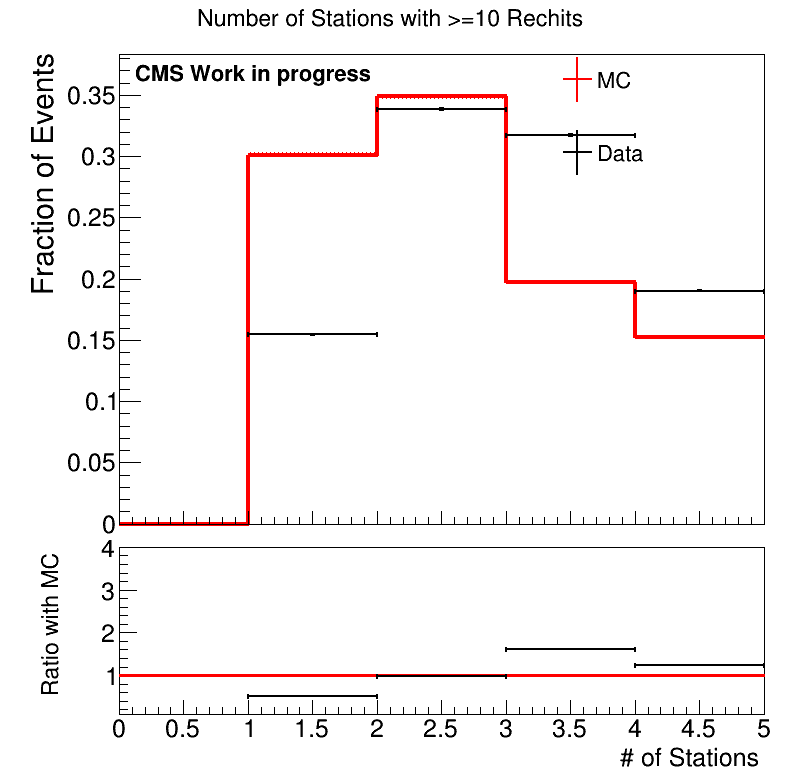 Number of Stations with >=10 Rechits
CMS Work in progress
MC
Data
Fraction of Events
0.35
0.3
0.25
0.2
0.15
0.1
0.05
0
Ratio with MC
4
3
2
1
0 0.5 1 1.5 2 2.5 3 3.5 4 4.5 5
# of Stations